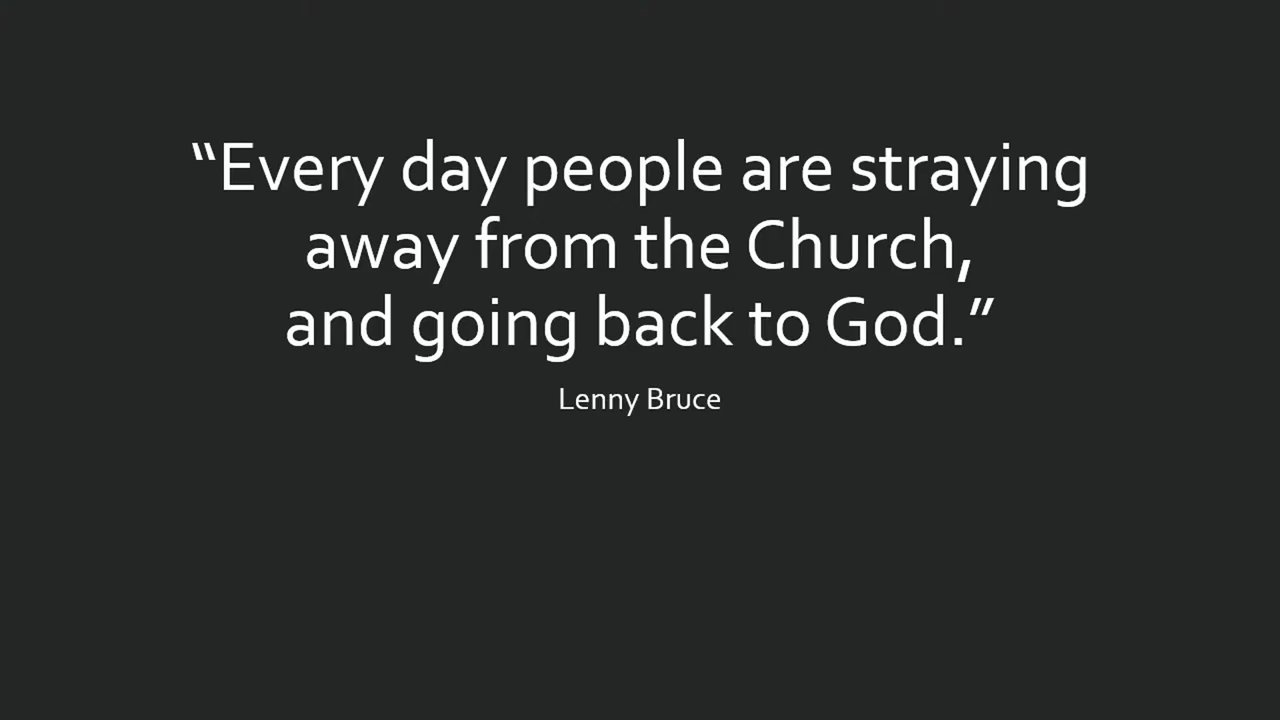 “Every day people are straying
away from the Church,
and going back to God.”
Lenny Bruce